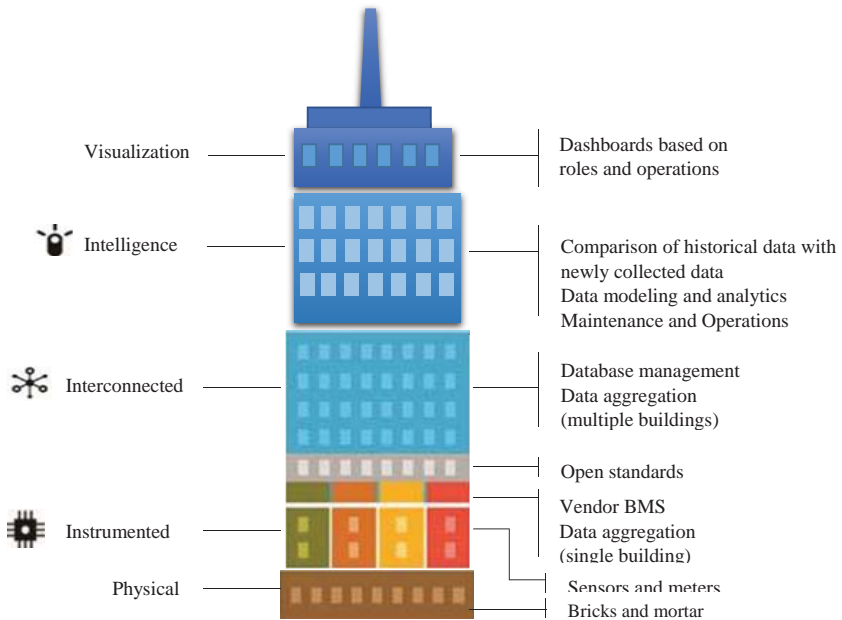 Visualization
Dashboards based on
roles and operations
Intelligence
Comparison of historical data with
newly collected data
Data modeling and analytics
Maintenance and Operations
Interconnected
Database management
Data aggregation
(multiple buildings)
Open standards
Vendor BMS
Data aggregation
(single building)
Instrumented
Sensors and meters
Physical
Bricks and mortar